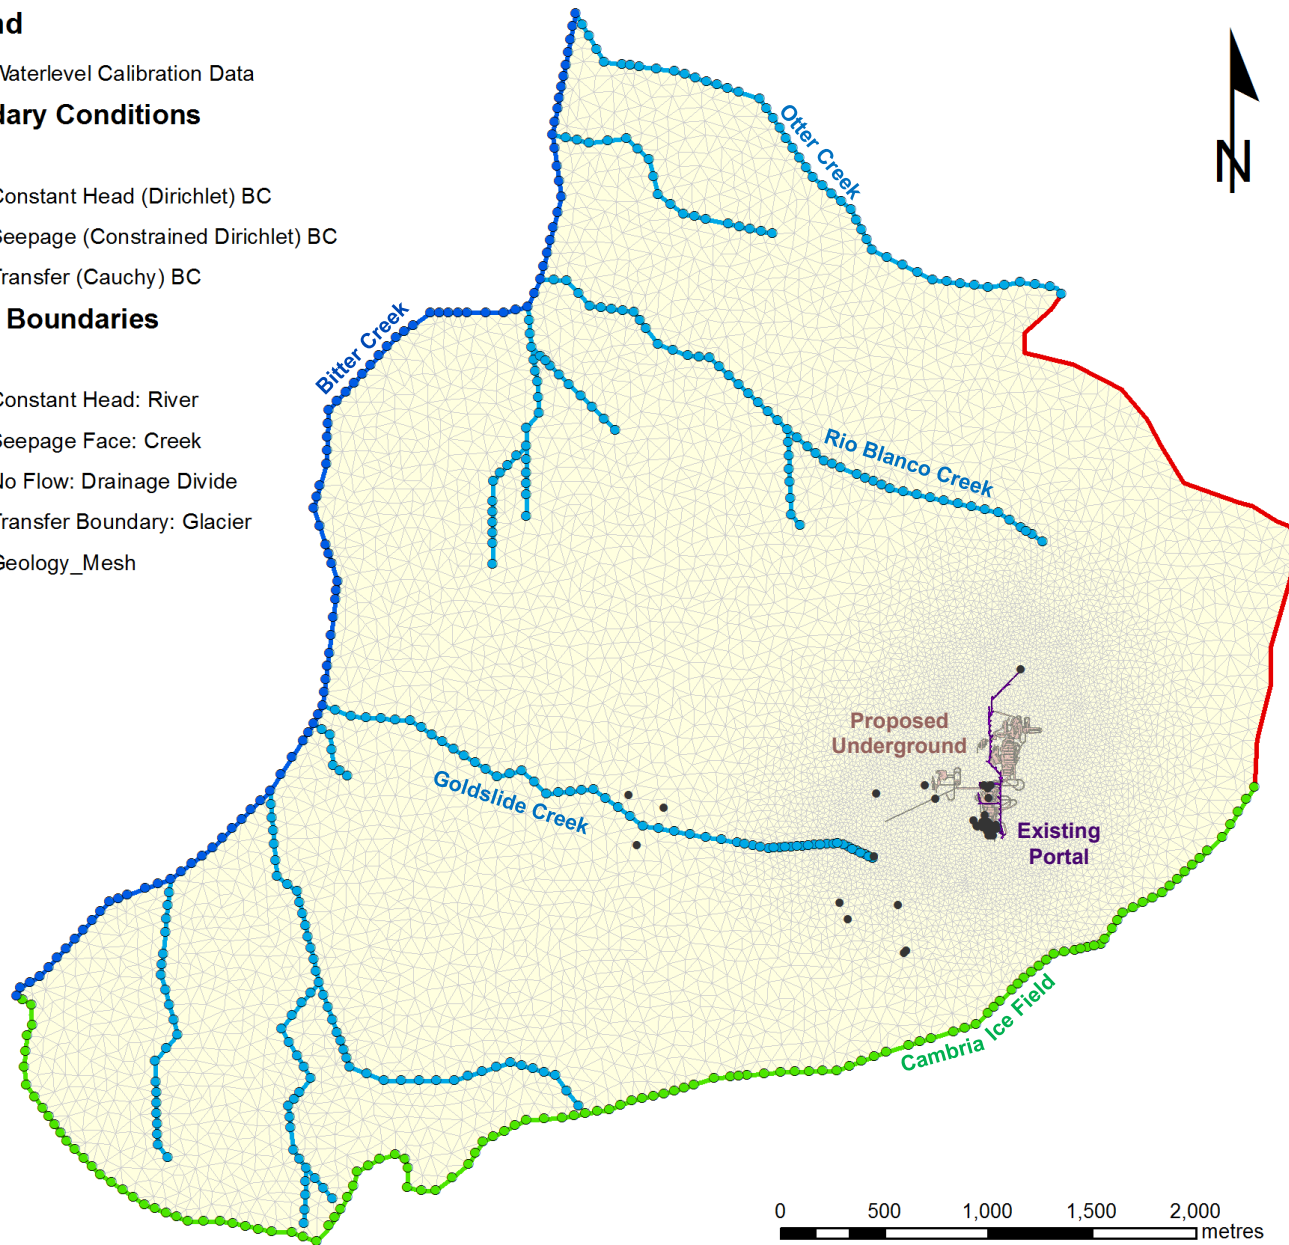 nd
Waterlevel Calibration Data
dary Conditions
Constant Head (Dirichlet) BC
Seepage (Constrained Dirichlet) BC
Transfer (Cauchy) BC
Boundaries
Constant Head: River
Seepage Face: Creek
No Flow: Drainage Divide
Transfer Boundary: Glacier
Geology_Mesh
N
Otter Creek
Bitter Creek
Rio Blanco Creek
Proposed
Underground
Goldslide Creek
Existing
Portal
Cambria Ice Field
0 500 1,000 1,500 2,000
metres